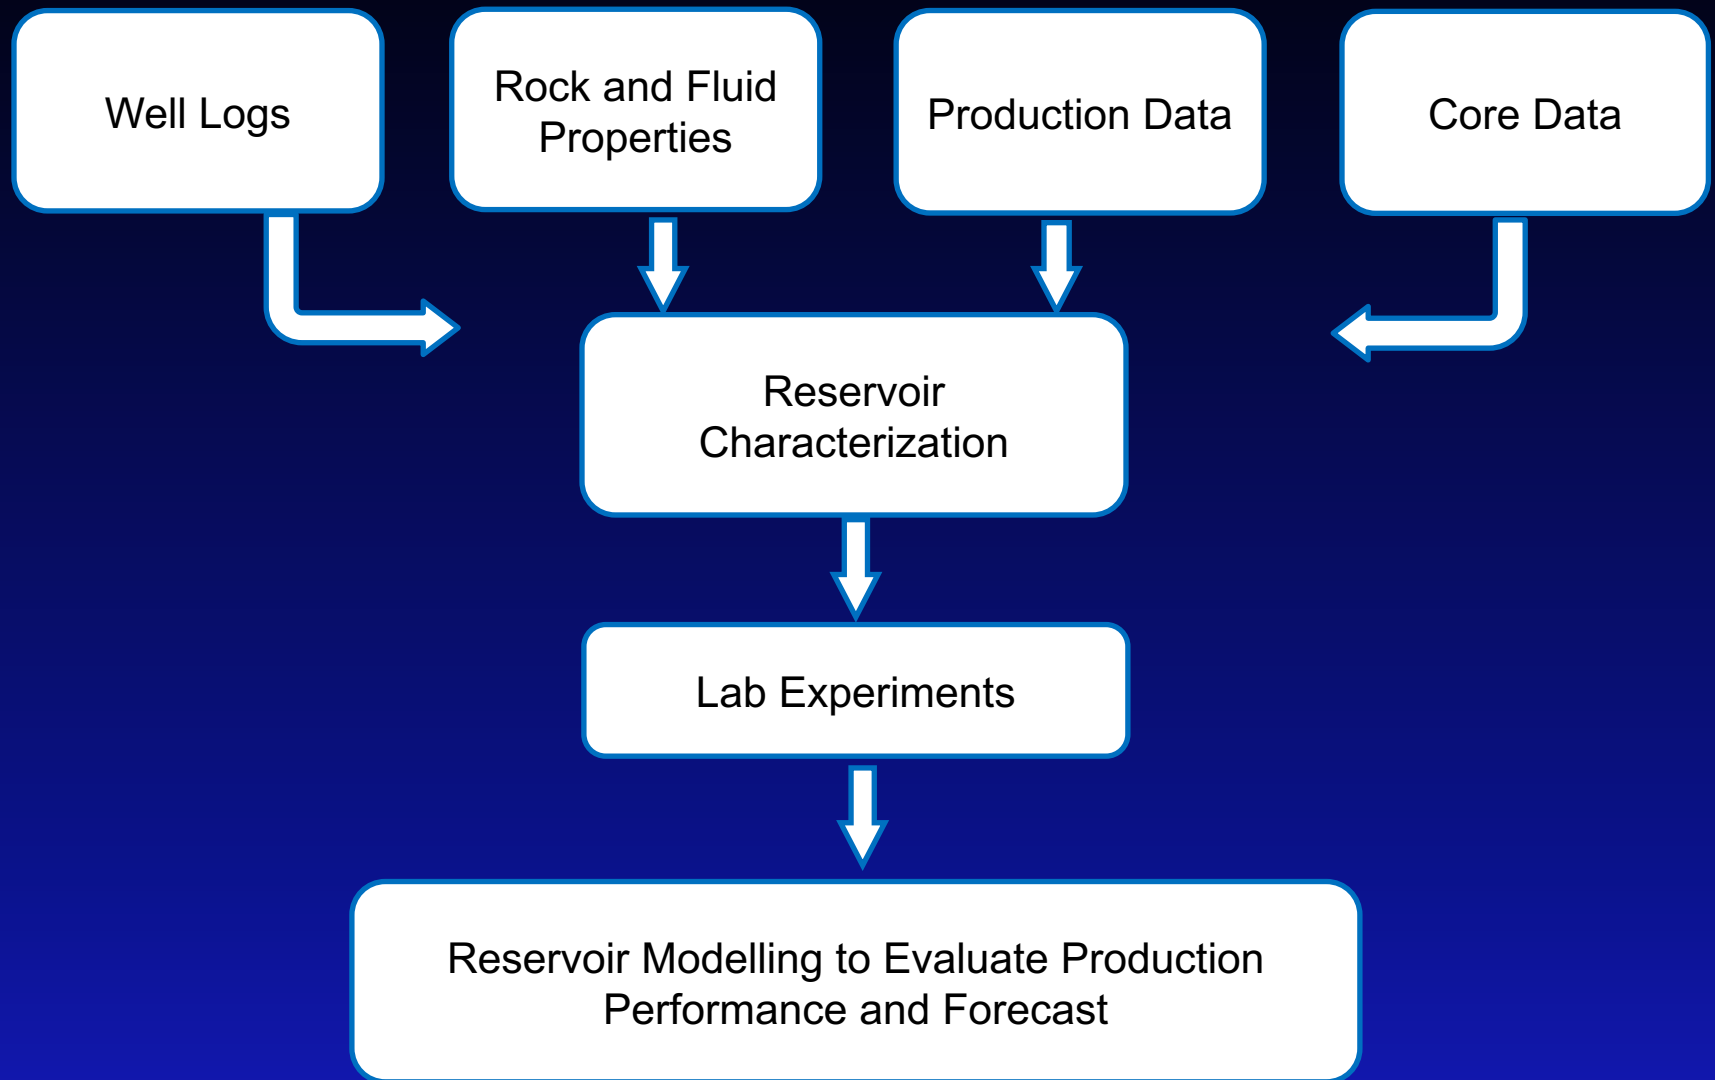 Well Logs
Rock and Fluid
Properties
Production Data
Core Data
Reservoir
Characterization
Lab Experiments
Reservoir Modelling to Evaluate Production
Performance and Forecast